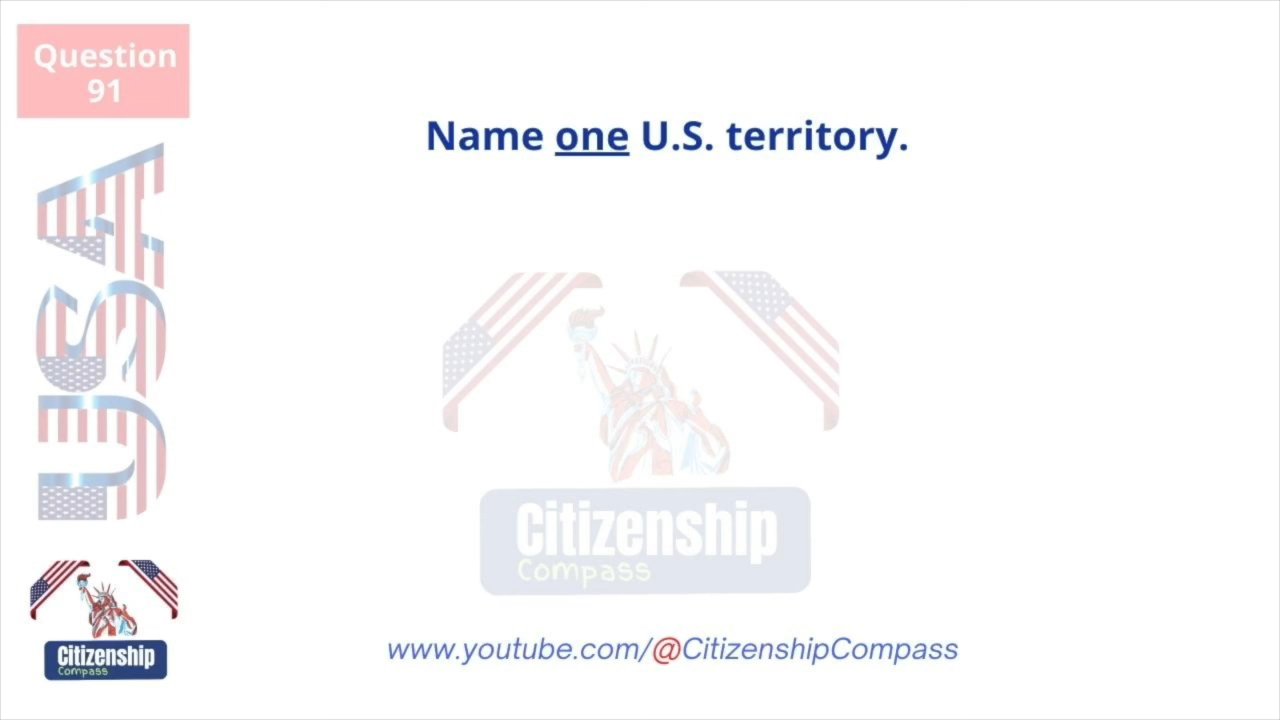 Question
91
Name one U.S. territory.
USA
Citizenship
Compass
Citizenship
Compass
www.youtube.com/@CitizenshipCompass